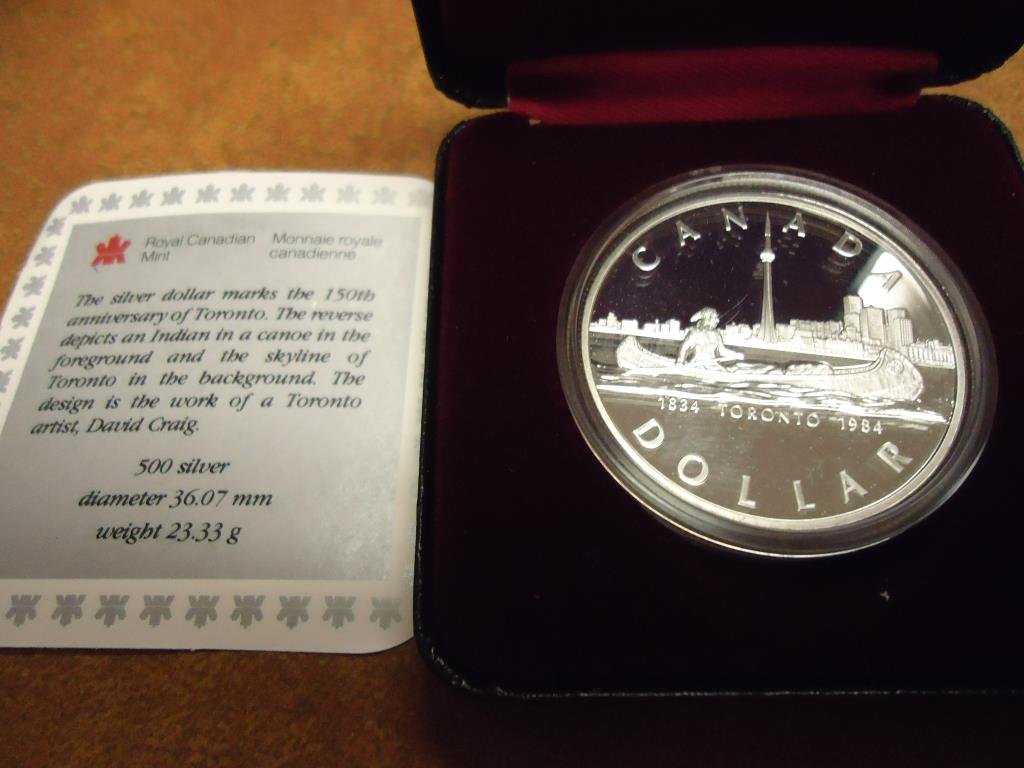 Royal Canadian Mint
Monnaie royale canadienne
The silver dollar marks the 150th
anniversary of Toronto. The reverse
depicts an Indian in a canoe in the
foreground and the skyline of
Toronto in the background. The
design is the work of a Toronto
artist, David Craig.
500 silver
diameter 36.07 mm
weight 23.33 g
CANADA
1834 TORONTO 1984
DOLLAR